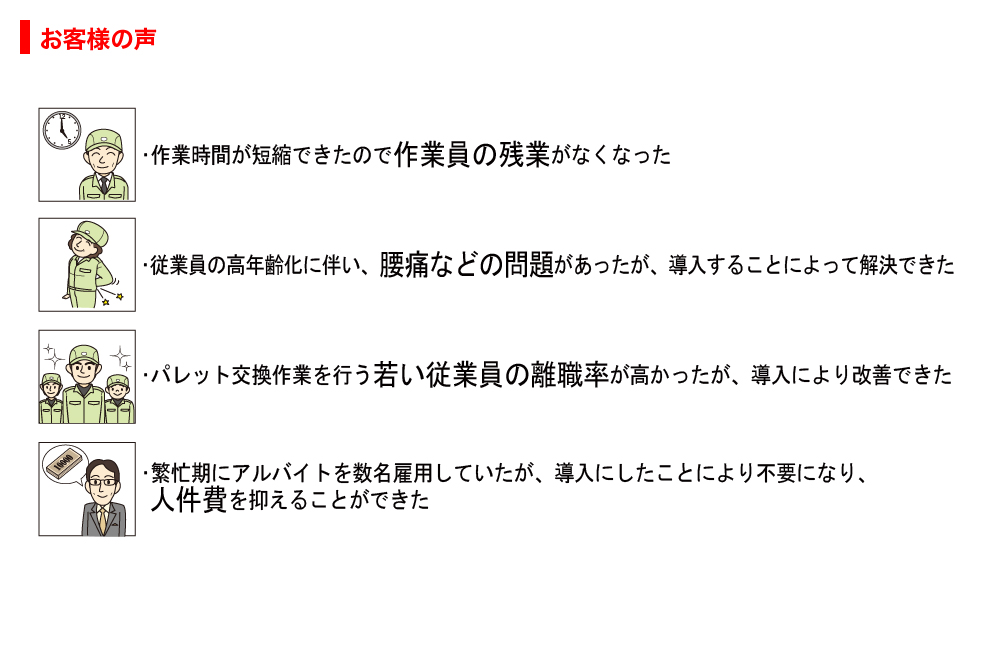 お客様の声
12
6
・作業時間が短縮できたので作業員の残業がなくなった
・従業員の高年齢化に伴い、腰痛などの問題があったが、導入することによって解決できた
・パレット交換作業を行う若い従業員の離職率が高かったが、導入により改善できた
10000
・繁忙期にアルバイトを数名雇用していたが、導入にしたことにより不要になり、
人件費を抑えることができた